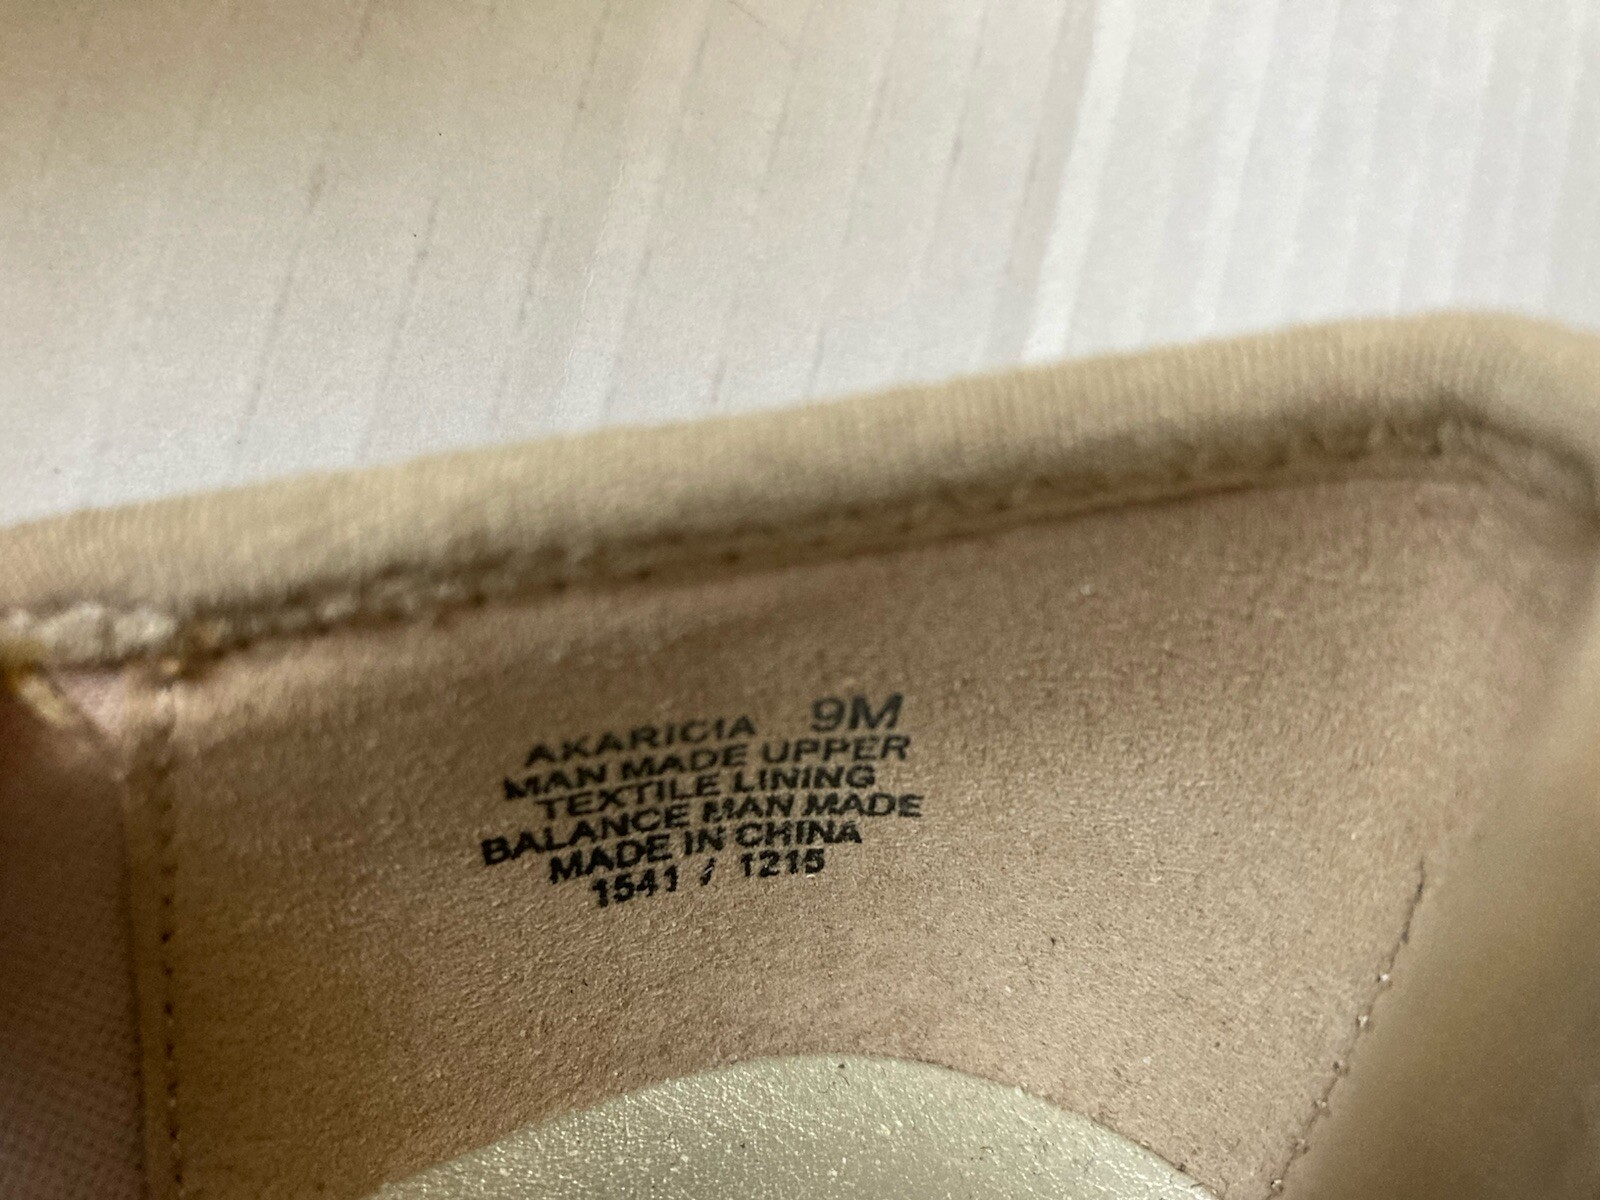 AKARICIA 9M
MAN MADE UPPER
TEXTILE LINING
BALANCE MAN MADE
MADE IN CHINA
1541 / 1215